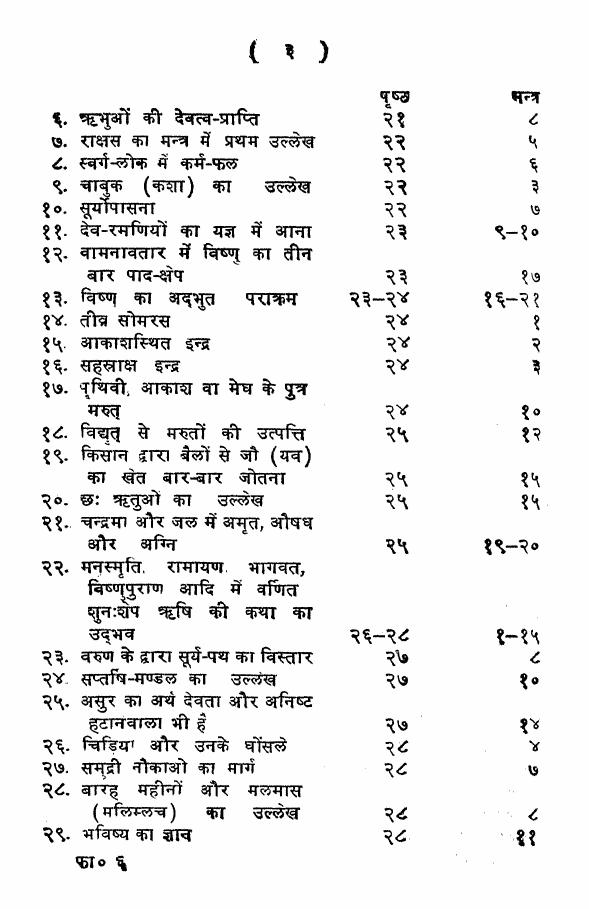 ( ३ )
पृष्ठ मन्त्र
६. ऋभुओं की देवत्व-प्राप्ति २१ ८
७. राक्षस का मन्त्र में प्रथम उल्लेख २२ ५
८. स्वर्ग-लोक में कर्म-फल २२ ६
९. चाबुक (कशा) का उल्लेख २२ ३
१०. सूर्योपासना २२ ७
११. देव-रमणियों का यज्ञ में आना २३ ९-१०
१२. वामनावतार में विष्णु का तीन
बार पाद-क्षेप २३ १७
१३. विष्णु का अद्भुत पराक्रम २३-२४ १६-२१
१४. तीव्र सोमरस २४ १
१५. आकाशस्थित इन्द्र २४ २
१६. सहस्राक्ष इन्द्र २४ ३
१७. पृथिवी, आकाश वा मेघ के पुत्र
मरुत् २४ १०
१८. विद्युत् से मरुतों की उत्पत्ति २५ १२
१९. किसान द्वारा बैलों से जौ (यव)
का खेत बार-बार जोतना २५ १५
२०. छः ऋतुओं का उल्लेख २५ १५
२१. चन्द्रमा और जल में अमृत, औषध
और अग्नि २५ १९-२०
२२. मनुस्मृति, रामायण, भागवत,
विष्णुपुराण आदि में वर्णित
शुनःशेप ऋषि की कथा का
उद्भव २६-२८ १-१५
२३. वरुण के द्वारा सूर्य-पथ का विस्तार २७ ८
२४. सप्तर्षि-मण्डल का उल्लेख २७ १०
२५. असुर का अर्थ देवता और अनिष्ट
हटानेवाला भी है २७ १४
२६. चिड़िया और उनके घोंसले २८ ४
२७. समुद्री नौकाओं का मार्ग २८ ७
२८. बारह महीनों और मलमास
(मलिम्लच) का उल्लेख २८ ८
२९. भविष्य का ज्ञान २८ ११
फा० ६